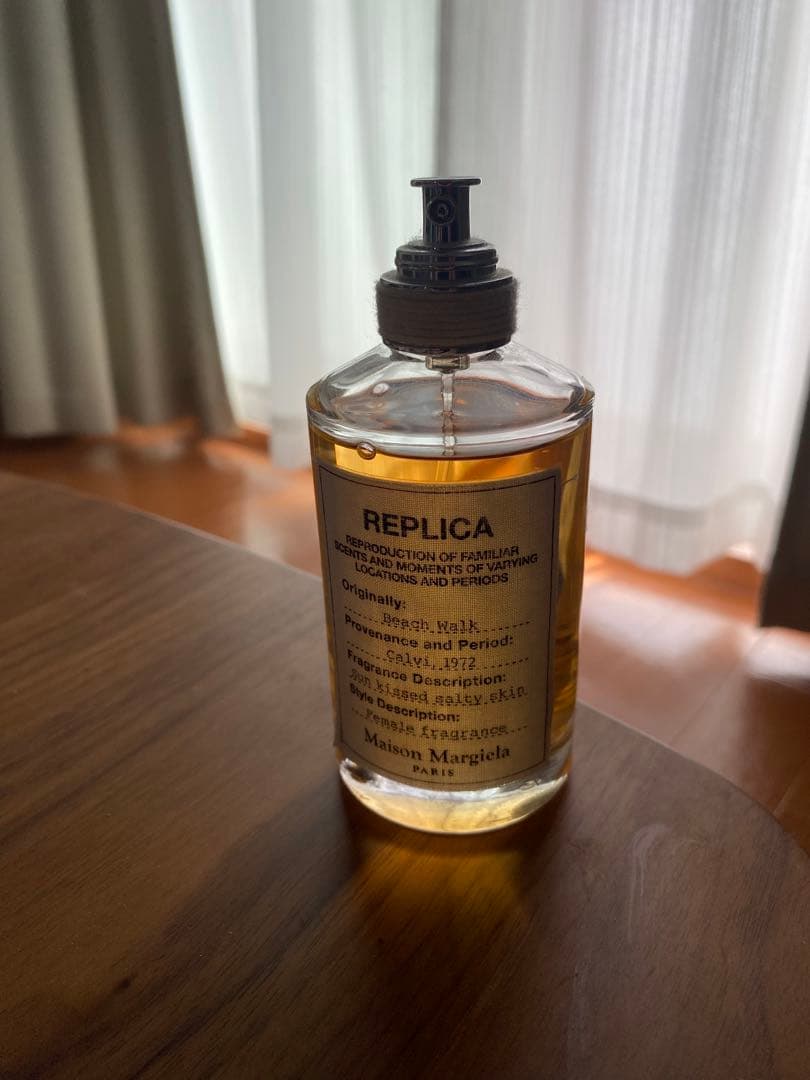 REPLICA
REPRODUCTION OF FAMILIAR
SCENTS AND MOMENTS OF VARYING
LOCATIONS AND PERIODS
Originally:
Beach Walk
Provenance and Period:
Calvi, 1972
Fragrance Description:
Sun kissed salty skin
Style Description:
Female fragrance
Maison Margiela
PARIS